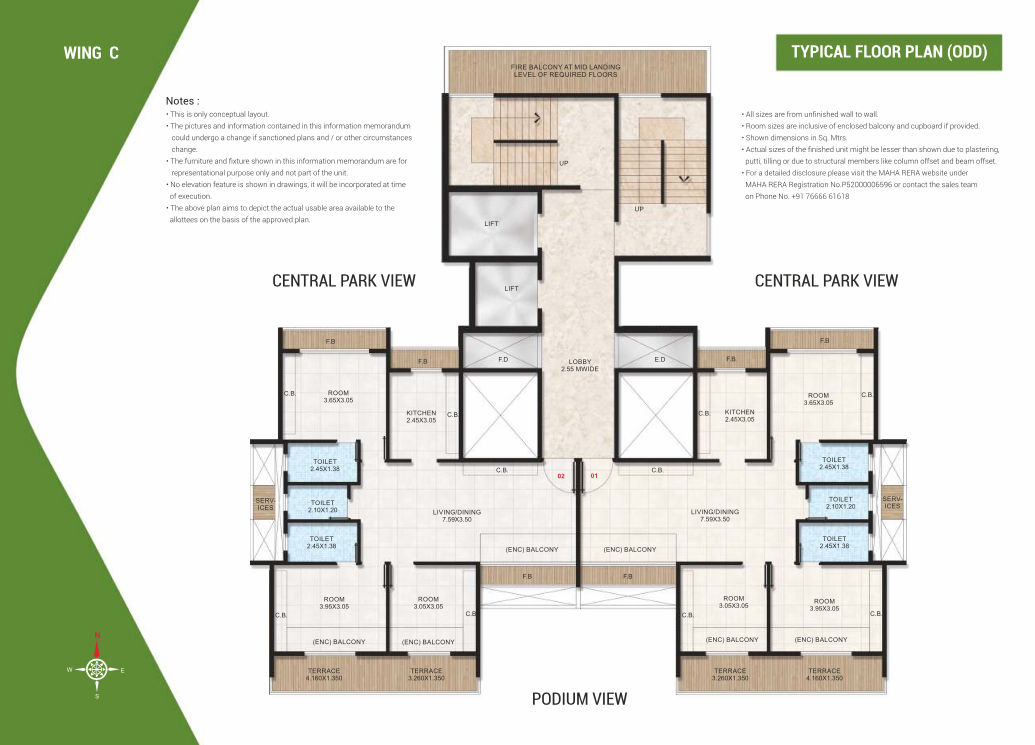 WING C
TYPICAL FLOOR PLAN (ODD)
Notes :
• This is only conceptual layout.
• The pictures and information contained in this information memorandum
could undergo a change if sanctioned plans and / or other circumstances
change.
• The furniture and fixture shown in this information memorandum are for
representational purpose only and not part of the unit.
• No elevation feature is shown in drawings, it will be incorporated at time
of execution.
• The above plan aims to depict the actual usable area available to the
allottees on the basis of the approved plan.
• All sizes are from unfinished wall to wall.
• Room sizes are inclusive of enclosed balcony and cupboard if provided.
• Shown dimensions in Sq. Mtrs.
• Actual sizes of the finished unit might be lesser than shown due to plastering,
putti, tilling or due to structural members like column offset and beam offset.
• For a detailed disclosure please visit the MAHA RERA website under
MAHA RERA Registration No.P52000006596 or contact the sales team
on Phone No. +91 76666 61618
FIRE BALCONY AT MID LANDING
LEVEL OF REQUIRED FLOORS
UP
UP
LIFT
LIFT
CENTRAL PARK VIEW
CENTRAL PARK VIEW
F.B
F.B
F.B
F.B.
F.D
E.D
LOBBY
2.55 MWIDE
C.B.
ROOM
3.65X3.05
KITCHEN
2.45X3.05
C.B.
C.B.
KITCHEN
2.45X3.05
ROOM
3.65X3.05
C.B.
TOILET
2.45X1.38
C.B.
02
01
C.B.
TOILET
2.45X1.38
SERV-
ICES
TOILET
2.10X1.20
LIVING/DINING
7.59X3.50
LIVING/DINING
7.59X3.50
TOILET
2.10X1.20
SERV-
ICES
TOILET
2.45X1.38
(ENC) BALCONY
(ENC) BALCONY
TOILET
2.45X1.38
F.B
F.B
ROOM
3.95X3.05
ROOM
3.05X3.05
ROOM
3.05X3.05
ROOM
3.95X3.05
C.B.
C.B.
C.B.
C.B.
(ENC) BALCONY
(ENC) BALCONY
(ENC) BALCONY
(ENC) BALCONY
TERRACE
4.160X1.350
TERRACE
3.260X1.350
TERRACE
3.260X1.350
TERRACE
4.160X1.350
N
W
E
S
PODIUM VIEW